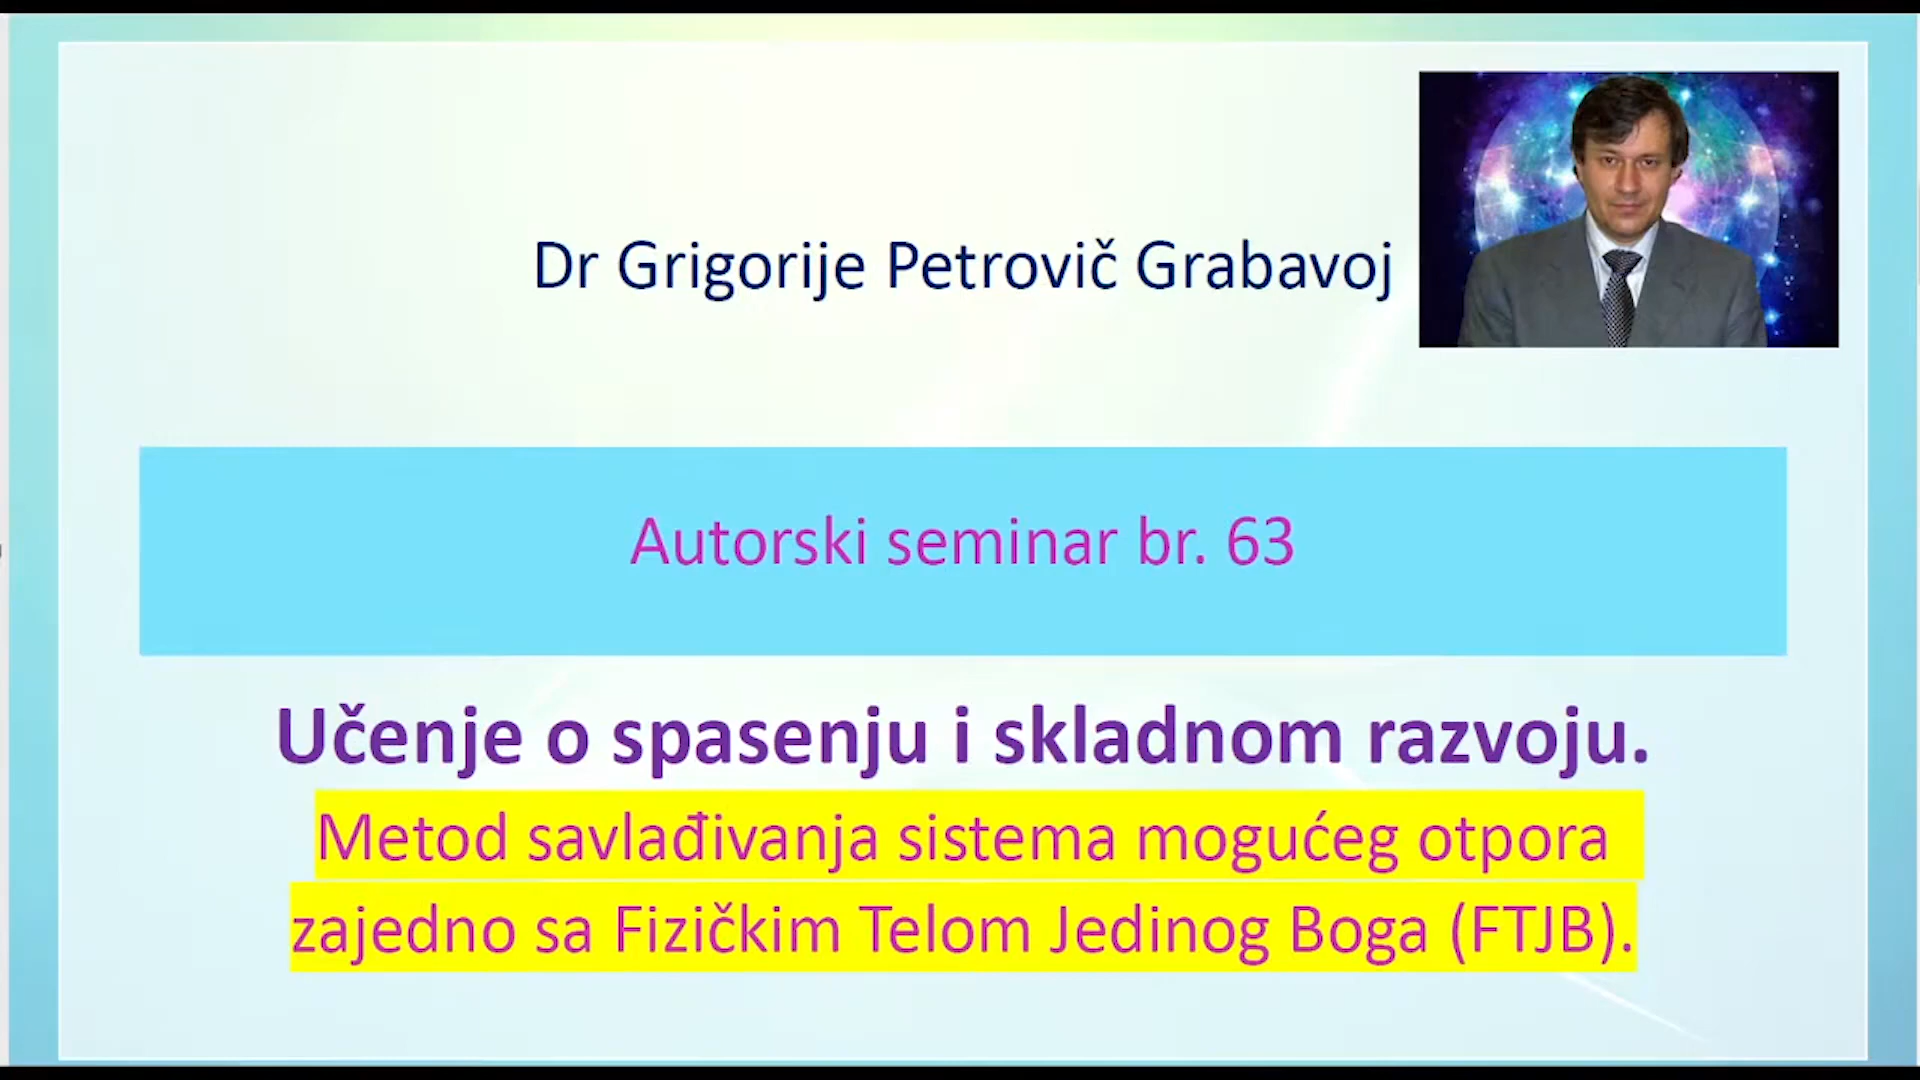 Dr Grigorije Petrovič Grabavoj
Autorski seminar br. 63
Učenje o spasenju i skladnom razvoju.
Metod savlađivanja sistema mogućeg otpora
zajedno sa Fizičkim Telom Jedinog Boga (FTJB).